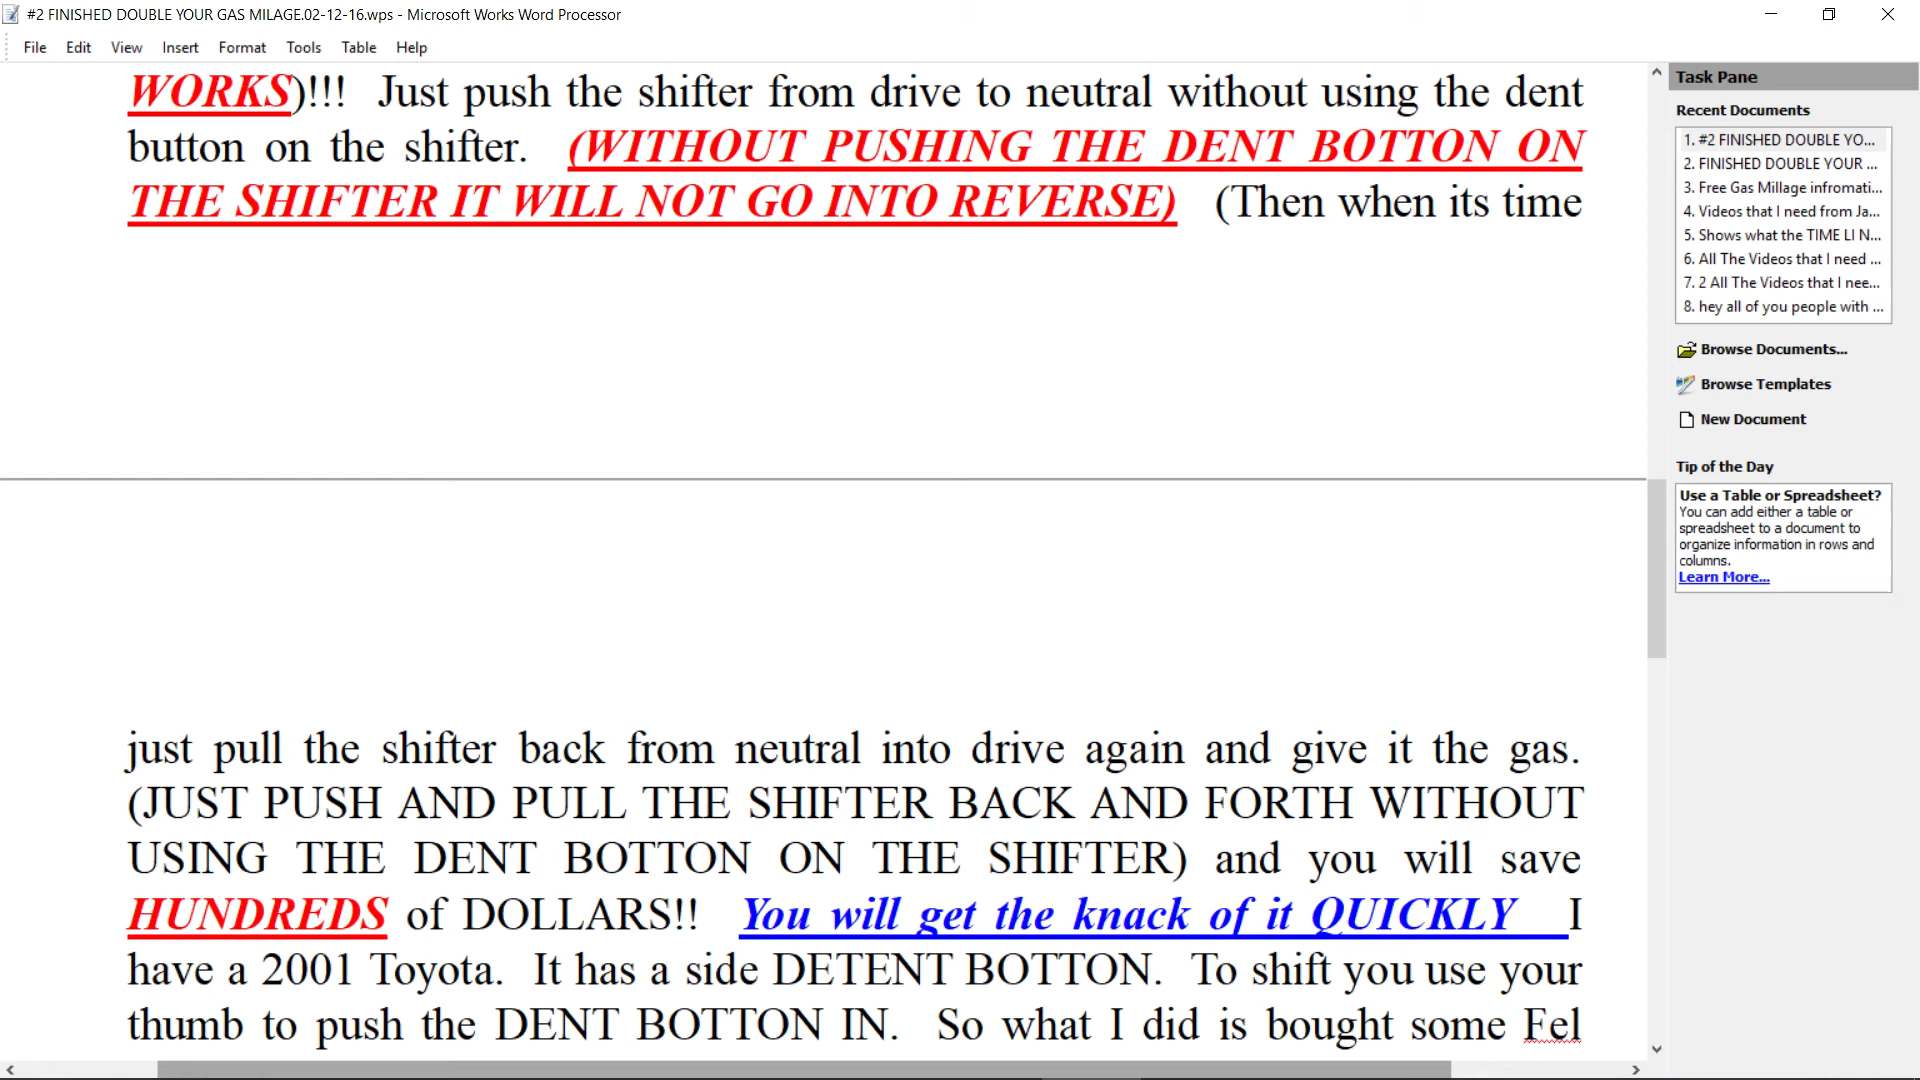 #2 FINISHED DOUBLE YOUR GAS MILAGE.02-12-16.wps - Microsoft Works Word Processor
File Edit View Insert Format Tools Table Help
WORKS)!!! Just push the shifter from drive to neutral without using the dent
button on the shifter. (WITHOUT PUSHING THE DENT BOTTON ON
THE SHIFTER IT WILL NOT GO INTO REVERSE) (Then when its time
just pull the shifter back from neutral into drive again and give it the gas.
(JUST PUSH AND PULL THE SHIFTER BACK AND FORTH WITHOUT
USING THE DENT BOTTON ON THE SHIFTER) and you will save
HUNDREDS of DOLLARS!! You will get the knack of it QUICKLY I
have a 2001 Toyota. It has a side DETENT BOTTON. To shift you use your
thumb to push the DENT BOTTON IN. So what I did is bought some Fel
Task Pane
Recent Documents
1. #2 FINISHED DOUBLE YO...
2. FINISHED DOUBLE YOUR ...
3. Free Gas Millage infromati...
4. Videos that I need from Ja...
5. Shows what the TIME LI N...
6. All The Videos that I need ...
7. 2 All The Videos that I nee...
8. hey all of you people with ...
Browse Documents...
Browse Templates
New Document
Tip of the Day
Use a Table or Spreadsheet?
You can add either a table or
spreadsheet to a document to
organize information in rows and
columns.
Learn More...